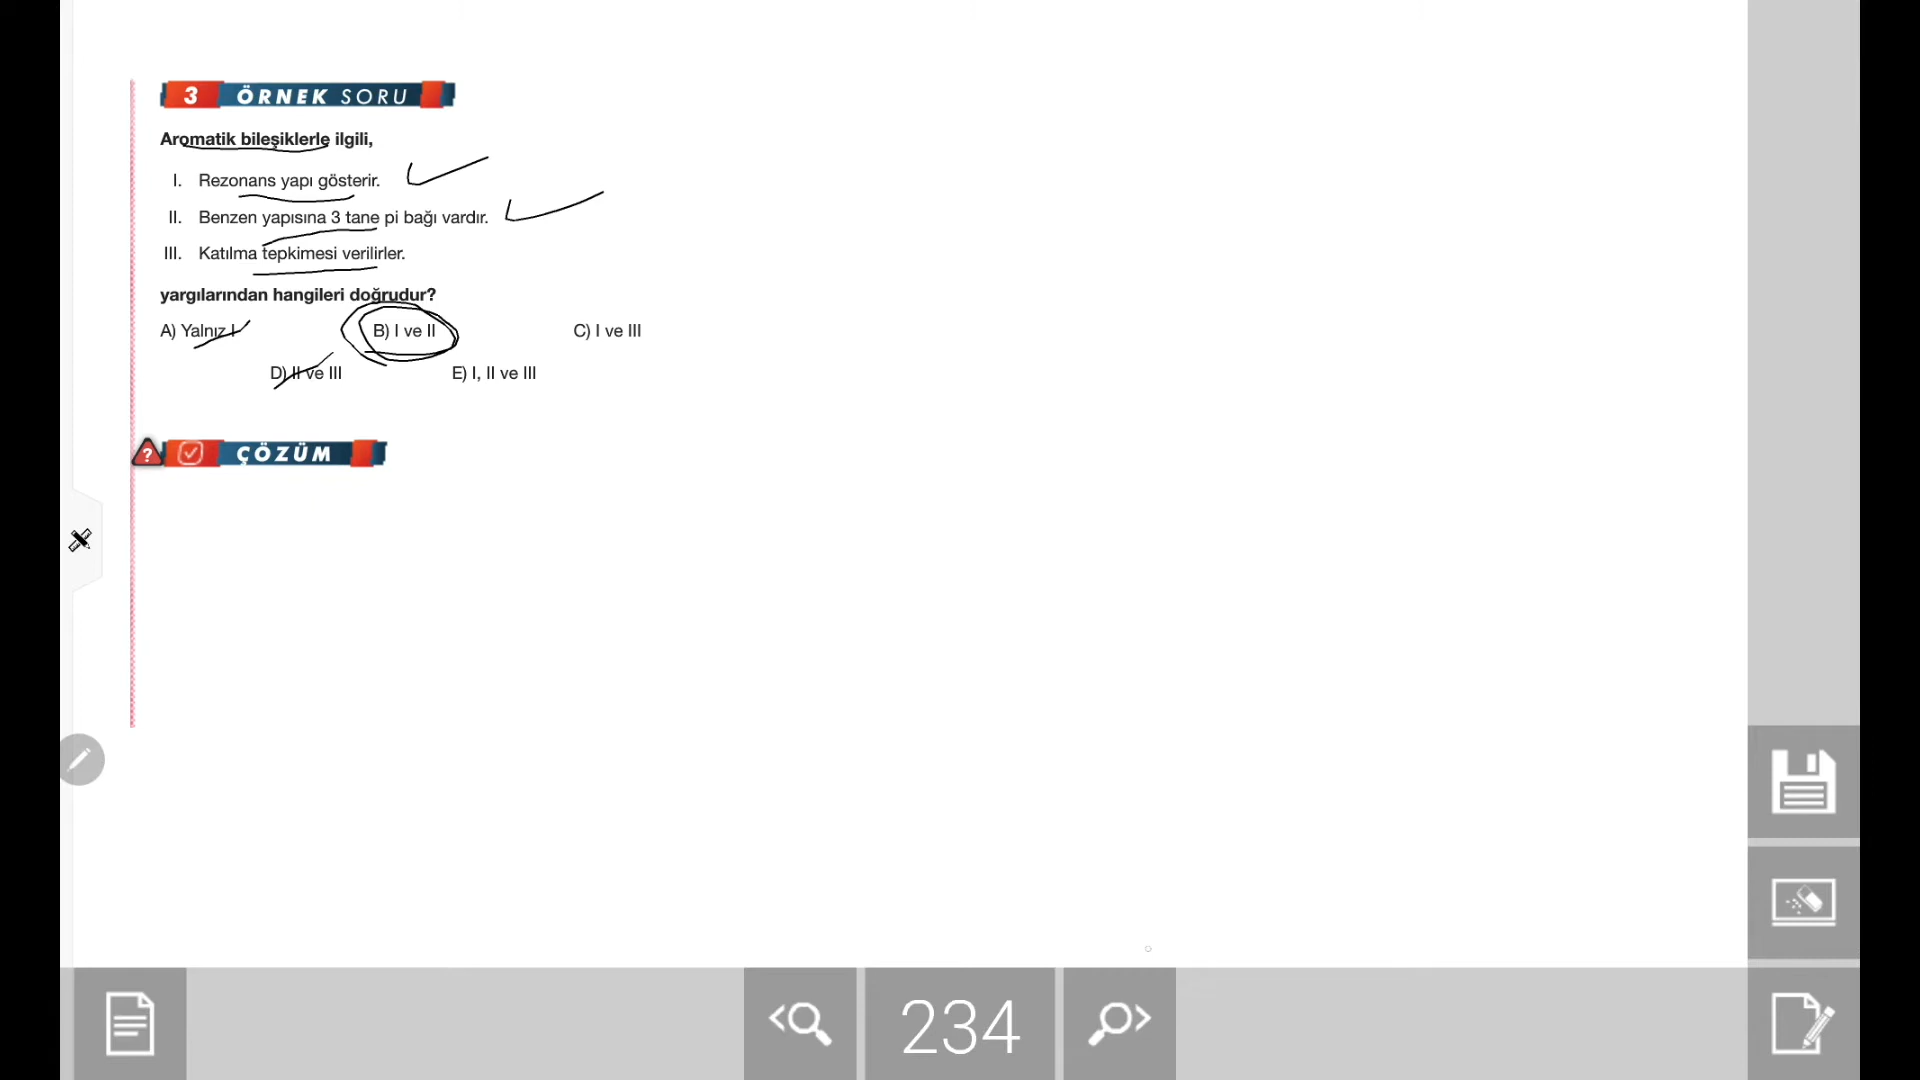 3 ÖRNEK SORU
Aromatik bileşiklerle ilgili,
I. Rezonans yapı gösterir.
II. Benzen yapısına 3 tane pi bağı vardır.
III. Katılma tepkimesi verilirler.
yargılarından hangileri doğrudur?
A) Yalnız I B) I ve II C) I ve III
D) II ve III E) I, II ve III
? ÇÖZÜM
234